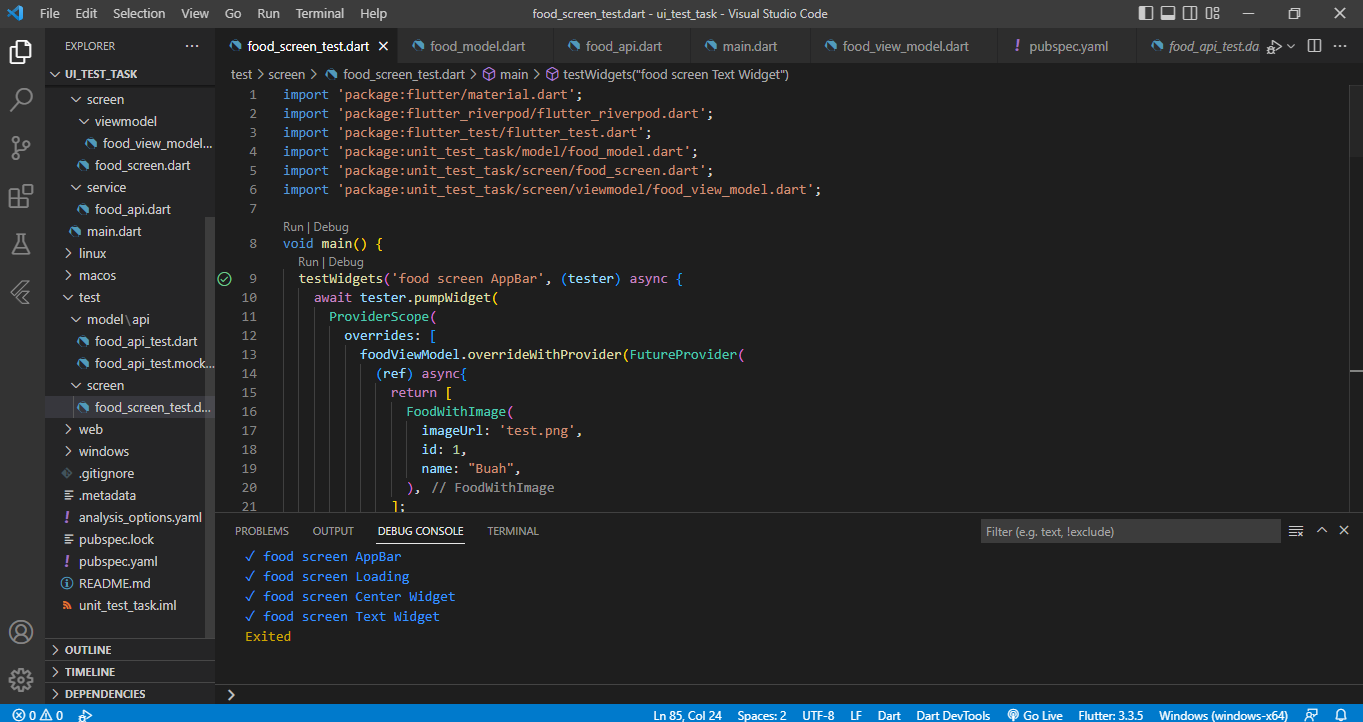 File Edit Selection View Go Run Terminal Help food_screen_test.dart - ui_test_task - Visual Studio Code
EXPLORER ···
UI_TEST_TASK
screen
viewmodel
food_view_model...
food_screen.dart
service
food_api.dart
main.dart
linux
macos
test
model\api
food_api_test.dart
food_api_test.mock...
screen
food_screen_test.d...
web
windows
.gitignore
.metadata
analysis_options.yaml
pubspec.lock
pubspec.yaml
README.md
unit_test_task.iml
OUTLINE
TIMELINE
DEPENDENCIES
food_screen_test.dart food_model.dart food_api.dart main.dart food_view_model.dart ! pubspec.yaml food_api_test.da
test > screen > food_screen_test.dart > main > testWidgets("food screen Text Widget")
1 import 'package:flutter/material.dart';
2 import 'package:flutter_riverpod/flutter_riverpod.dart';
3 import 'package:flutter_test/flutter_test.dart';
4 import 'package:unit_test_task/model/food_model.dart';
5 import 'package:unit_test_task/screen/food_screen.dart';
6 import 'package:unit_test_task/screen/viewmodel/food_view_model.dart';
7
Run | Debug
8 void main() {
Run | Debug
9 testWidgets('food screen AppBar', (tester) async {
10 await tester.pumpWidget(
11 ProviderScope(
12 overrides: [
13 foodViewModel.overrideWithProvider(FutureProvider(
14 (ref) async{
15 return [
16 FoodWithImage(
17 imageUrl: 'test.png',
18 id: 1,
19 name: "Buah",
20 ), // FoodWithImage
21 ];
PROBLEMS OUTPUT DEBUG CONSOLE TERMINAL Filter (e.g. text, !exclude)
✓ food screen AppBar
✓ food screen Loading
✓ food screen Center Widget
✓ food screen Text Widget
Exited
>
0 0 Ln 85, Col 24 Spaces: 2 UTF-8 LF Dart Dart DevTools Go Live Flutter: 3.3.5 Windows (windows-x64)